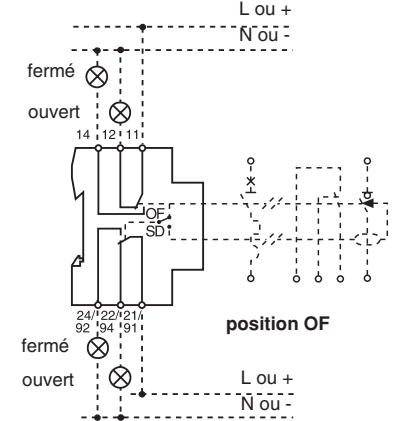 L ou +
N ou -
fermé
ouvert
14 12 11
OF
SD
24/ 22/ 21/
92 94 91
position OF
fermé
ouvert
L ou +
N ou -